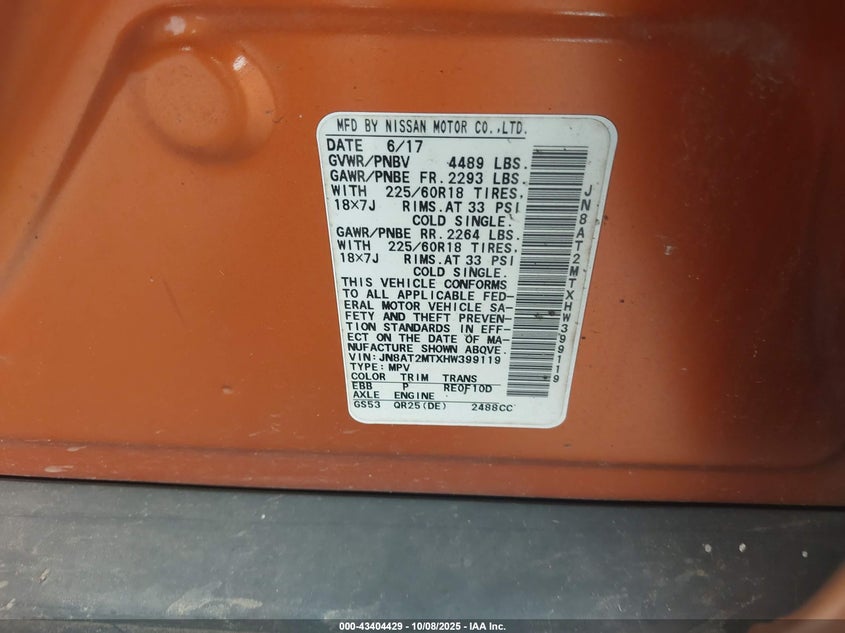 MFD BY NISSAN MOTOR CO.,LTD.
DATE 6/17
GVWR/PNBV 4489 LBS.
GAWR/PNBE FR. 2293 LBS.
WITH 225/60R18 TIRES,
18×7J RIMS.AT 33 PSI
COLD SINGLE.
GAWR/PNBE RR. 2264 LBS.
WITH 225/60R18 TIRES,
18×7J RIMS.AT 33 PSI
COLD SINGLE.
THIS VEHICLE CONFORMS
TO ALL APPLICABLE FED-
ERAL MOTOR VEHICLE SA-
FETY AND THEFT PREVEN-
TION STANDARDS IN EFF-
ECT ON THE DATE OF MA-
NUFACTURE SHOWN ABOVE.
VIN: JN8AT2MTXHW399119
TYPE: MPV
COLOR TRIM TRANS
EBB P RE0F10D
AXLE ENGINE
GS53 QR25(DE) 2488CC
JN8AT2MTXHW399119
000-43404429 - 10/08/2025 - IAA Inc.